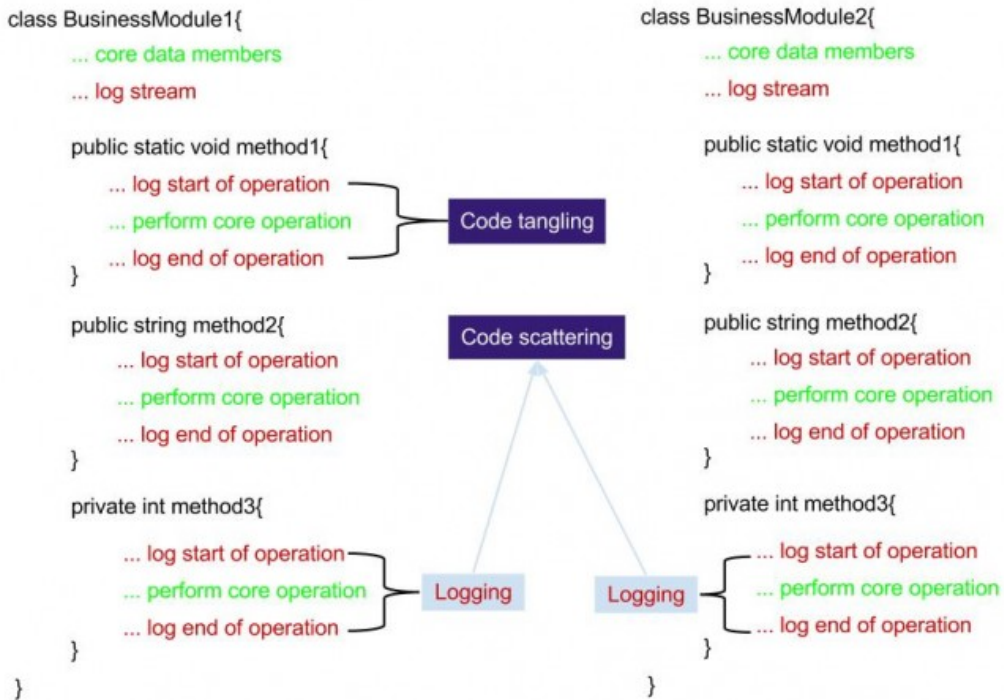 class BusinessModule1{
... core data members
... log stream
public static void method1{
... log start of operation
... perform core operation
... log end of operation
}
public string method2{
... log start of operation
... perform core operation
... log end of operation
}
private int method3{
... log start of operation
... perform core operation
... log end of operation
}
}
Code tangling
Code scattering
Logging
Logging
class BusinessModule2{
... core data members
... log stream
public static void method1{
... log start of operation
... perform core operation
... log end of operation
}
public string method2{
... log start of operation
... perform core operation
... log end of operation
}
private int method3{
... log start of operation
... perform core operation
... log end of operation
}
}